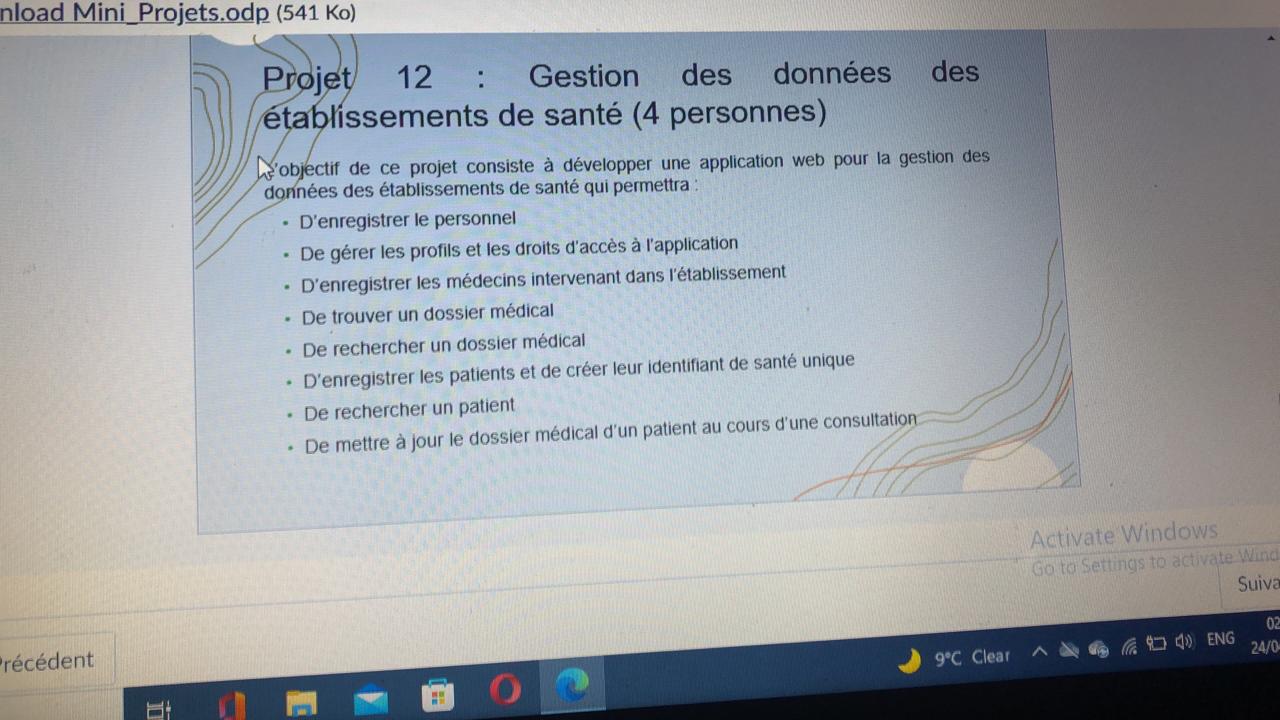 nload Mini_Projets.odp (541 Ko)
Projet 12 : Gestion des données des
établissements de santé (4 personnes)
'objectif de ce projet consiste à développer une application web pour la gestion des
données des établissements de santé qui permettra :
• D'enregistrer le personnel
• De gérer les profils et les droits d'accès à l'application
• D'enregistrer les médecins intervenant dans l'établissement
• De trouver un dossier médical
• De rechercher un dossier médical
• D'enregistrer les patients et de créer leur identifiant de santé unique
• De rechercher un patient
• De mettre à jour le dossier médical d'un patient au cours d'une consultation
Activate Windows
Go to Settings to activate Wind
Suiva
Précédent
9°C Clear
ENG
02
24/0